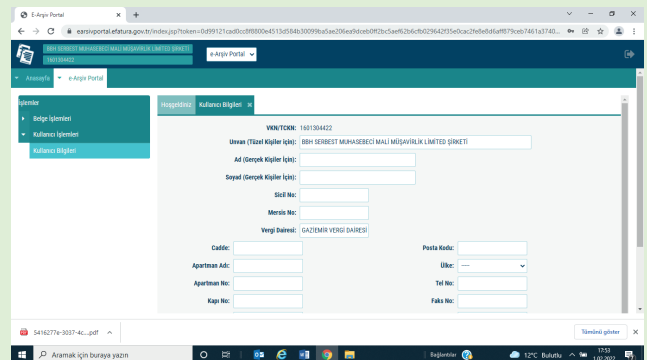 E-Arşiv Portal
earsivportal.efatura.gov.tr/index.jsp?token=
BBH SERBEST MUHASEBECİ MALİ MÜŞAVİRLİK LİMİTED ŞİRKETİ
1601304422
e-Arşiv Portal
Anasayfa
e-Arşiv Portal
İşlemler
Belge İşlemleri
Kullanıcı İşlemleri
Kullanıcı Bilgileri
Hoşgeldiniz
Kullanıcı Bilgileri
VKN/TCKN: 1601304422
Unvan (Tüzel Kişiler için): BBH SERBEST MUHASEBECİ MALİ MÜŞAVİRLİK LİMİTED ŞİRKETİ
Ad (Gerçek Kişiler İçin):
Soyad (Gerçek Kişiler İçin):
Sicil No:
Mersis No:
Vergi Dairesi: GAZİEMİR VERGİ DAİRESİ
Cadde:
Posta Kodu:
Apartman Adı:
Ülke: ----
Apartman No:
Tel No:
Kapı No:
Faks No:
5416277e-3037-4c....pdf
Tümünü göster
Aramak için buraya yazın
Bağlantılar
12°C Bulutlu
17:53
1.02.2022